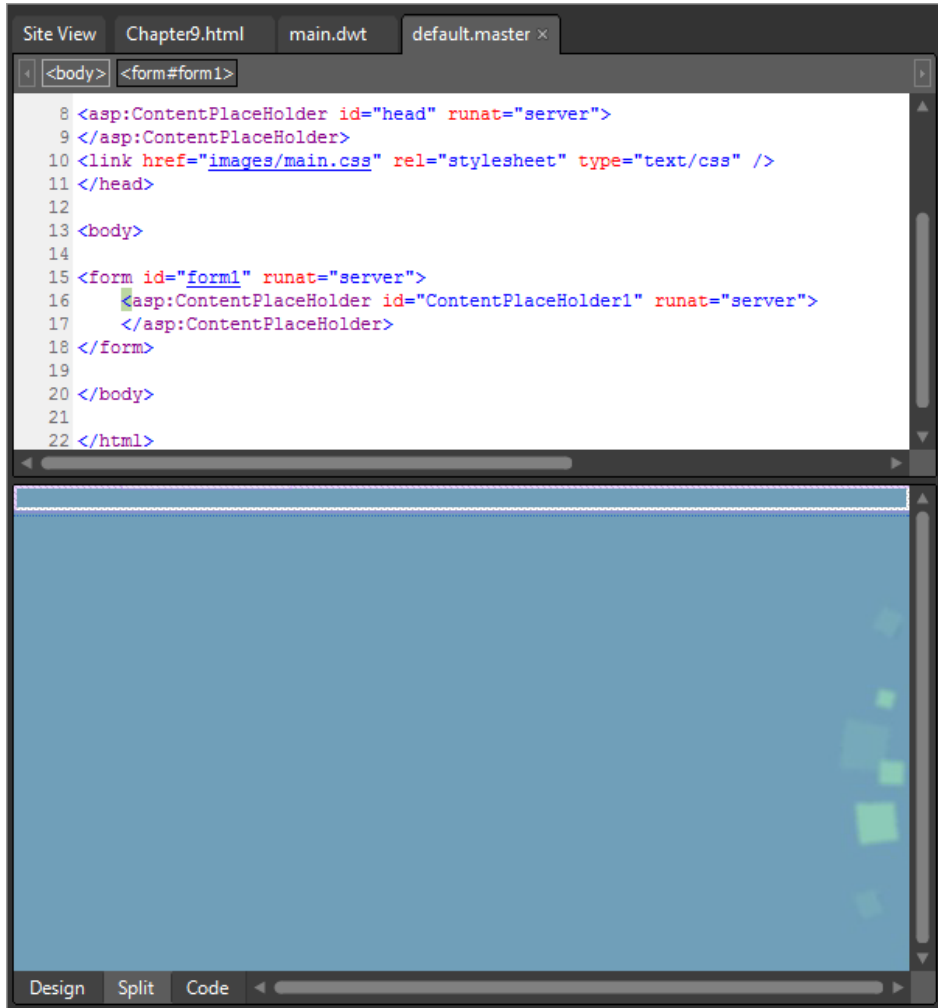 Site View Chapter9.html main.dwt default.master ×
<body> <form#form1>
8 <asp:ContentPlaceHolder id="head" runat="server">
9 </asp:ContentPlaceHolder>
10 <link href="images/main.css" rel="stylesheet" type="text/css" />
11 </head>
12
13 <body>
14
15 <form id="form1" runat="server">
16 <asp:ContentPlaceHolder id="ContentPlaceHolder1" runat="server">
17 </asp:ContentPlaceHolder>
18 </form>
19
20 </body>
21
22 </html>
Design Split Code